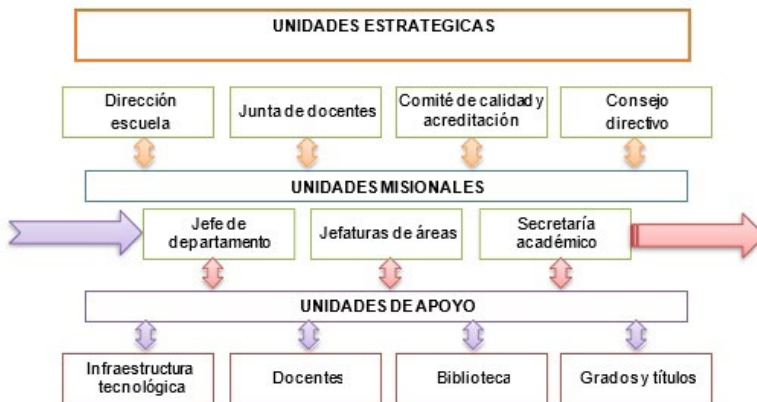 UNIDADES ESTRATEGICAS
Dirección
escuela
Junta de docentes
Comité de calidad y
acreditación
Consejo
directivo
UNIDADES MISIONALES
Jefe de
departamento
Jefaturas de áreas
Secretaría
académico
UNIDADES DE APOYO
Infraestructura
tecnológica
Docentes
Biblioteca
Grados y títulos